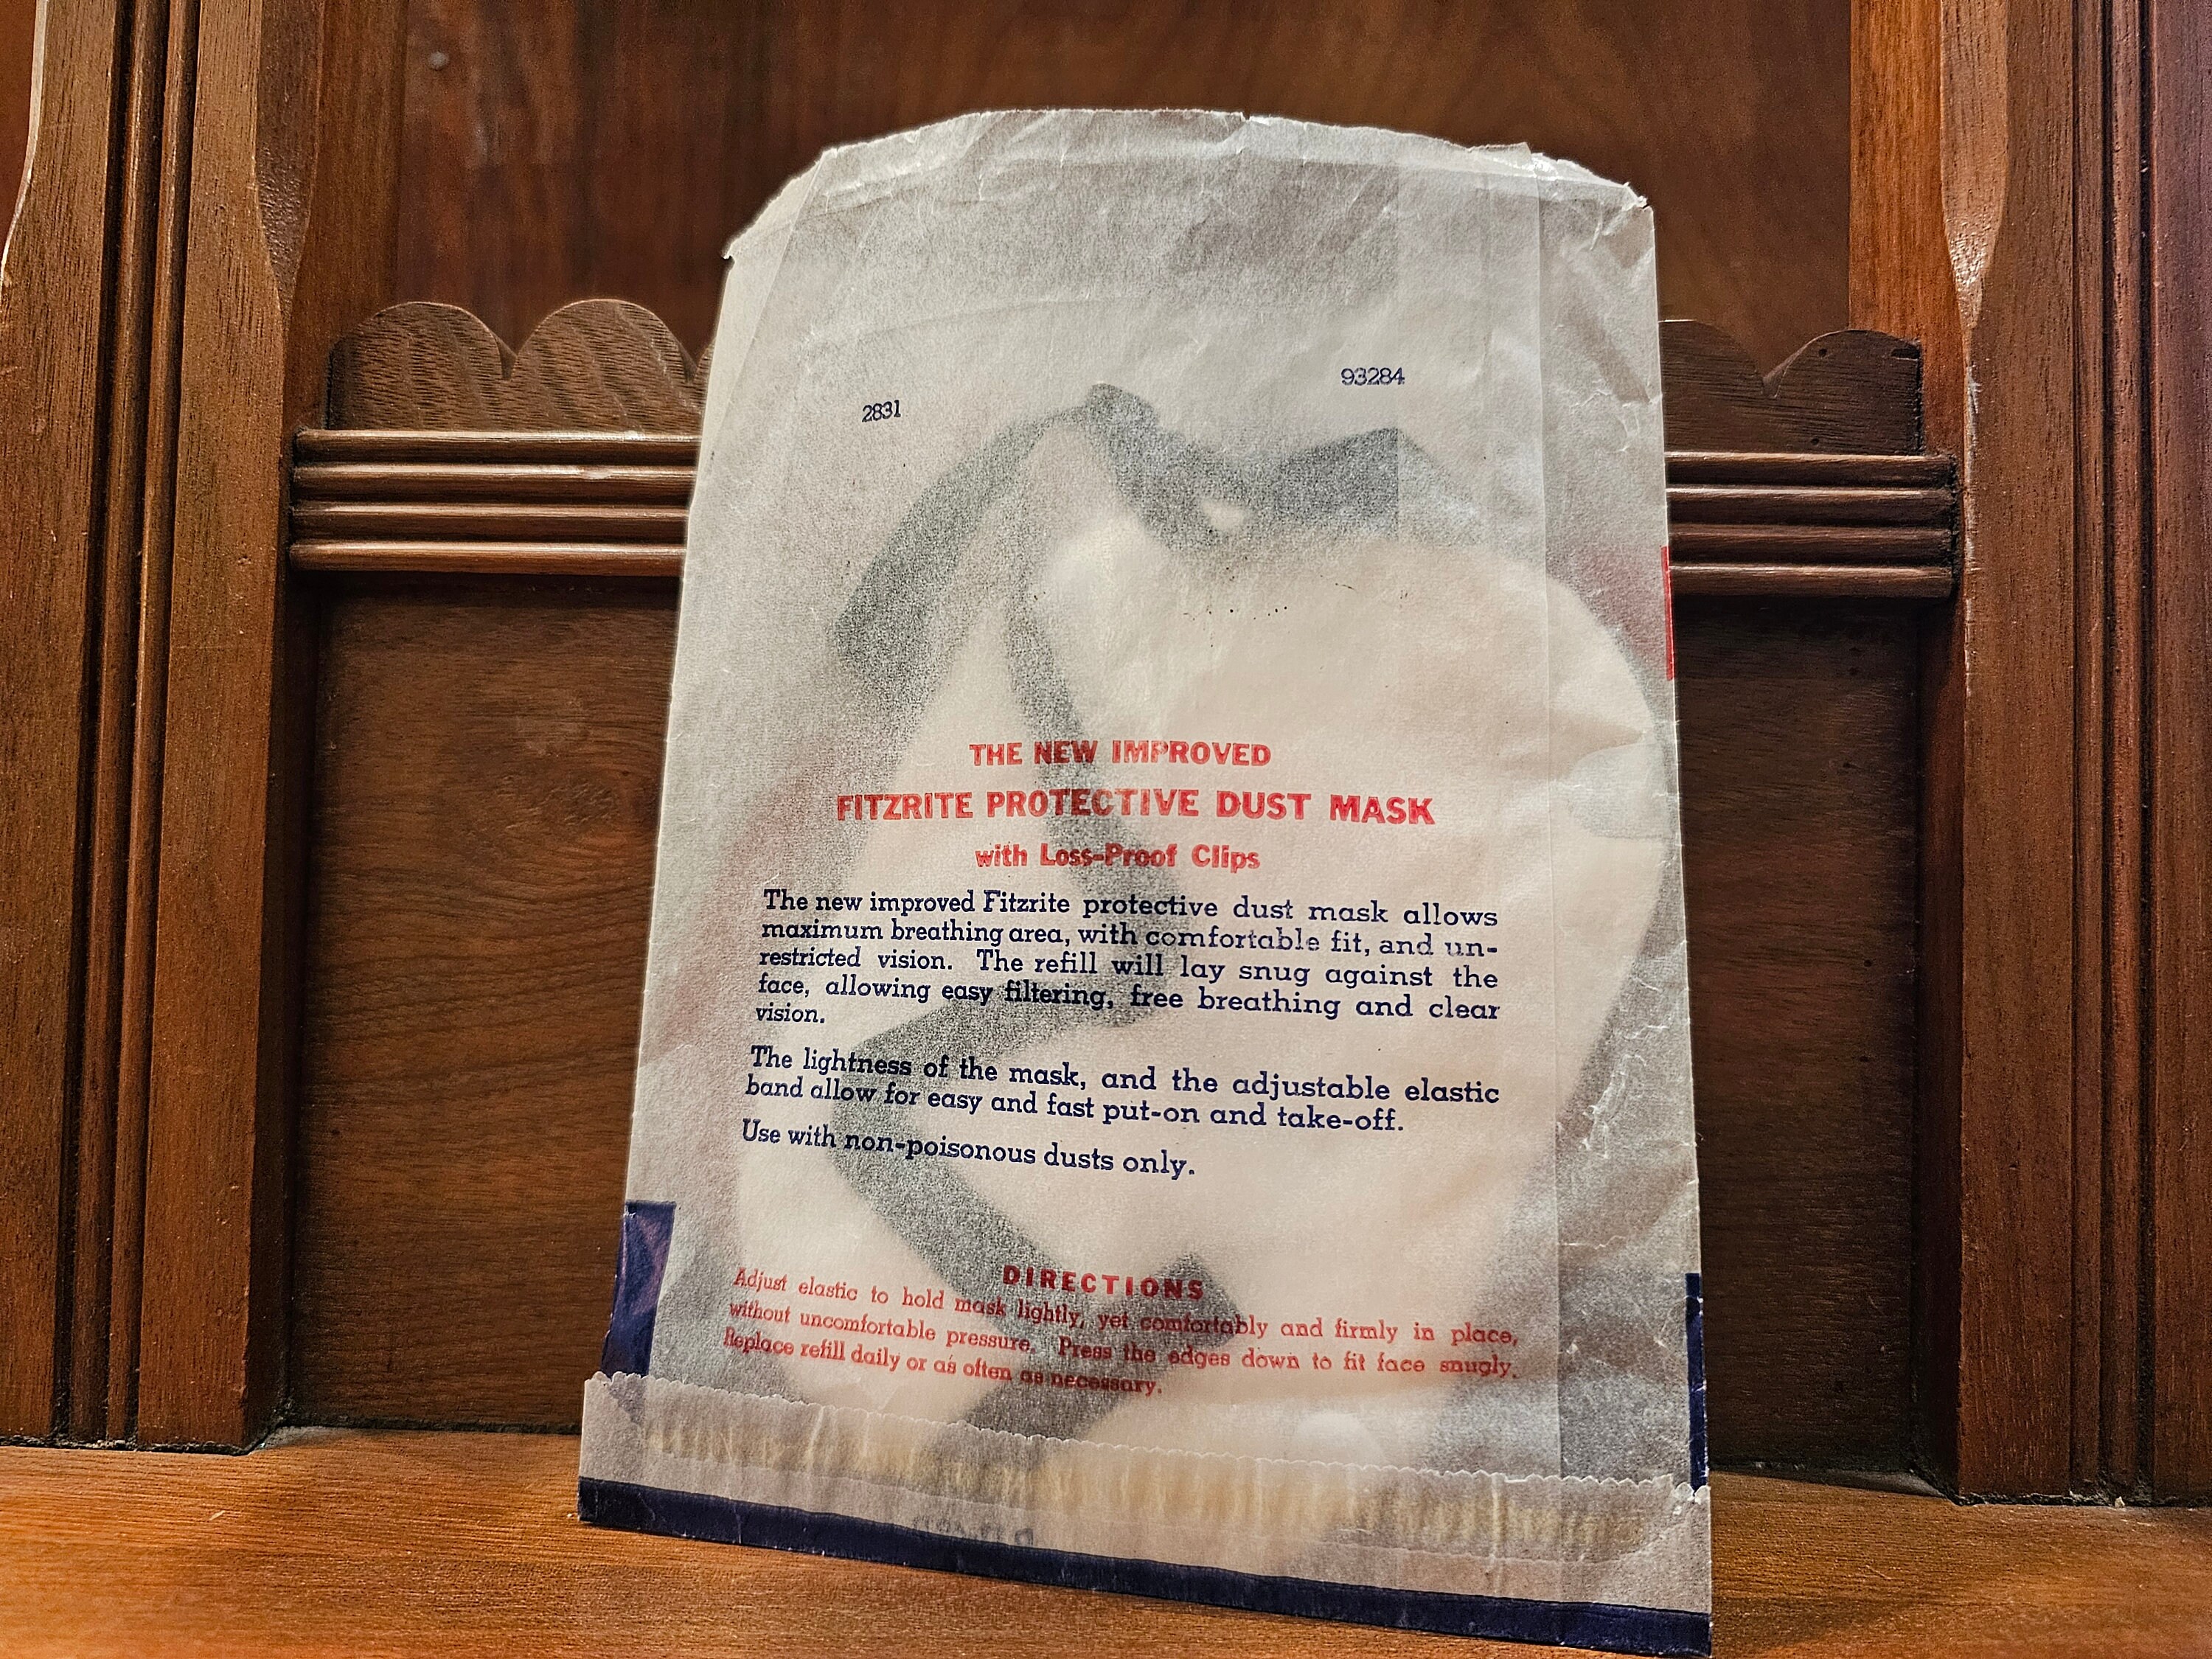 2831
93284
THE NEW IMPROVED
FITZRITE PROTECTIVE DUST MASK
with Loss-Proof Clips
The new improved Fitzrite protective dust mask allows
maximum breathing area, with comfortable fit, and un-
restricted vision. The refill will lay snug against the
face, allowing easy filtering, free breathing and clear
vision.
The lightness of the mask, and the adjustable elastic
band allow for easy and fast put-on and take-off.
Use with non-poisonous dusts only.
DIRECTIONS
Adjust elastic to hold mask lightly, yet comfortably and firmly in place,
without uncomfortable pressure. Press the edges down to fit face snugly.
Replace refill daily or as often as necessary.